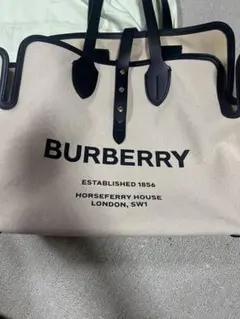 BURBERRY
ESTABLISHED 1856
HORSEFERRY HOUSE
LONDON, SW1